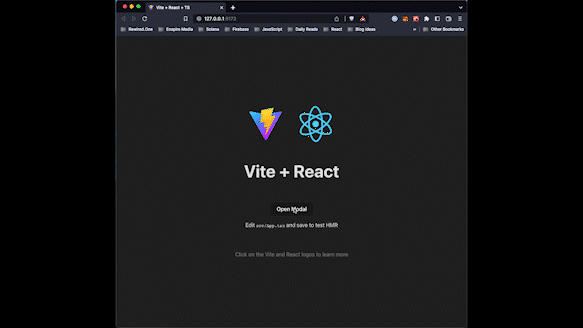 Vite + React + TS
127.0.0.1:5173
Rewind.One
Enspire Media
Solana
Firebase
JavaScript
Daily Reads
React
Blog Ideas
»
Other Bookmarks
Vite + React
Open Modal
Edit src/App.tsx and save to test HMR
Click on the Vite and React logos to learn more